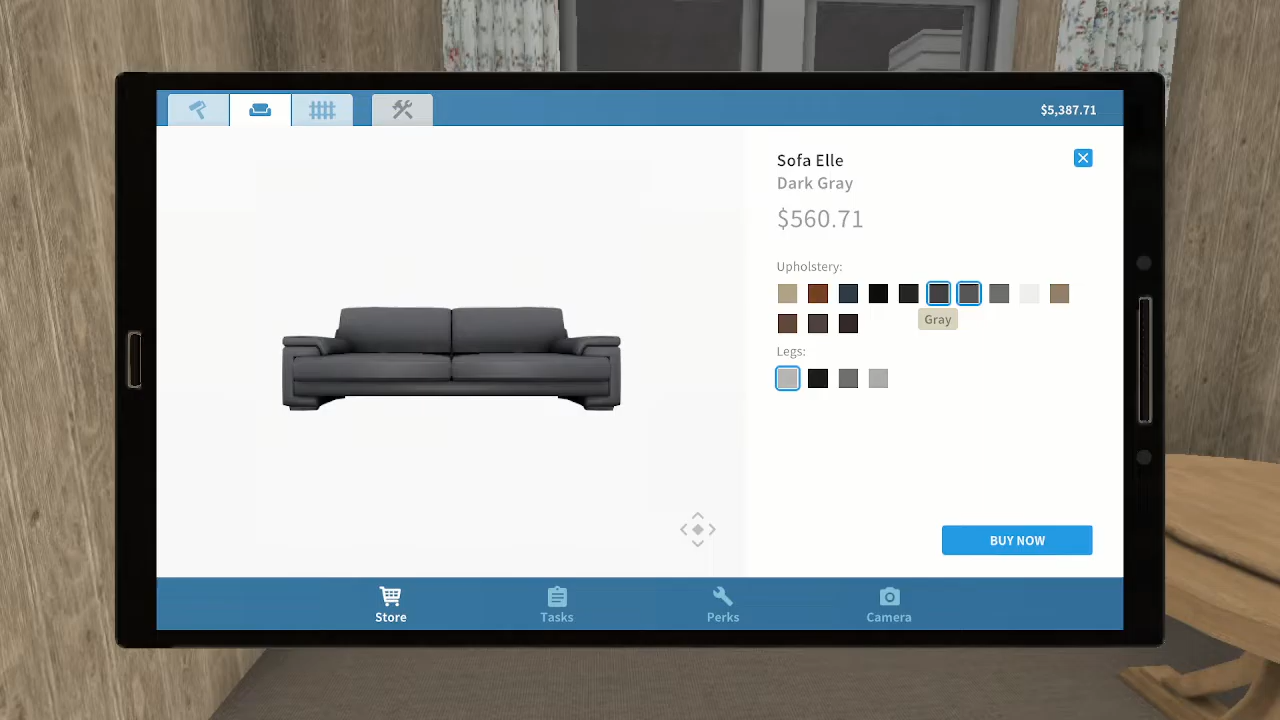 $5,387.71
Sofa Elle
Dark Gray
$560.71
Upholstery:
Gray
Legs:
BUY NOW
Store
Tasks
Perks
Camera